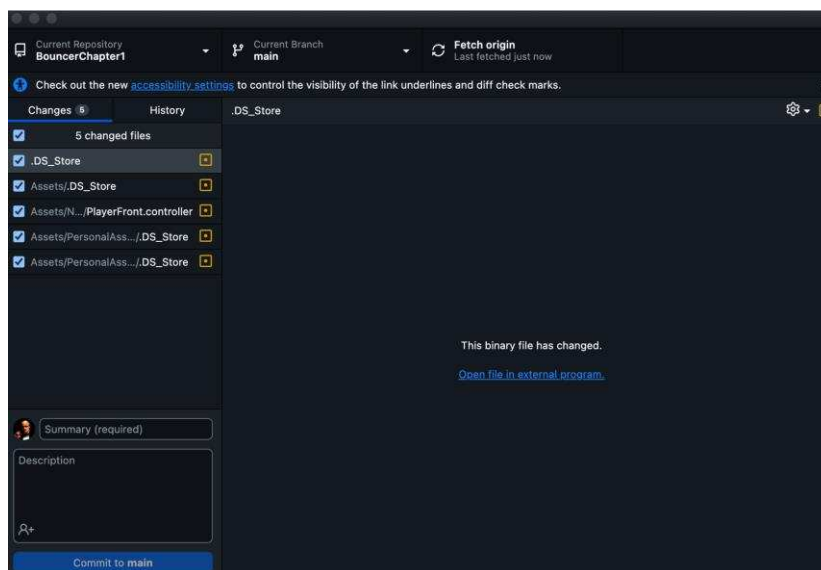 Current Repository
BouncerChapter1
Current Branch
main
Fetch origin
Last fetched just now
Check out the new accessibility settings to control the visibility of the link underlines and diff check marks.
Changes 5
History
.DS_Store
5 changed files
.DS_Store
Assets/.DS_Store
Assets/N.../PlayerFront.controller
Assets/PersonalAss.../.DS_Store
Assets/PersonalAss.../.DS_Store
This binary file has changed.
Open file in external program.
Summary (required)
Description
Commit to main